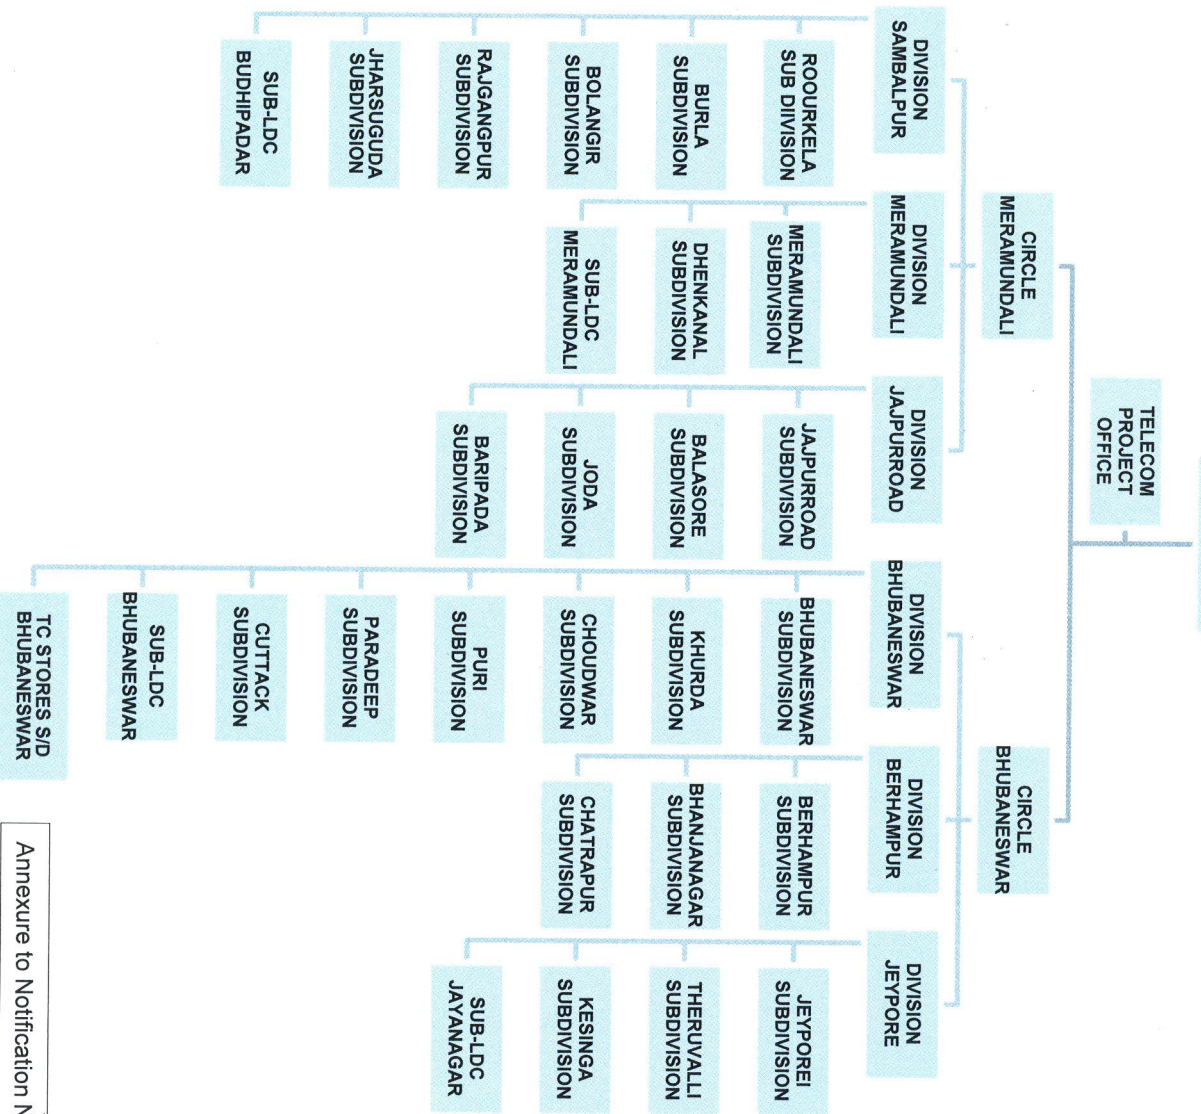 TELECOM
PROJECT
OFFICE
CIRCLE
MERAMUNDALI
CIRCLE
BHUBANESWAR
DIVISION
SAMBALPUR
ROOURKELA
SUB DIIVISION
BURLA
SUBDIVISION
BOLANGIR
SUBDIVISION
RAJGANGPUR
SUBDIVISION
JHARSUGUDA
SUBDIVISION
SUB-LDC
BUDHIPADAR
DIVISION
MERAMUNDALI
MERAMUNDALI
SUBDIVISION
DHENKANAL
SUBDIVISION
SUB-LDC
MERAMUNDALI
DIVISION
JAJPURROAD
JAJPURROAD
SUBDIVISION
BALASORE
SUBDIVISION
JODA
SUBDIVISION
BARIPADA
SUBDIVISION
DIVISION
BHUBANESWAR
BHUBANESWAR
SUBDIVISION
KHURDA
SUBDIVISION
CHOUDWAR
SUBDIVISION
PURI
SUBDIVISION
PARADEEP
SUBDIVISION
CUTTACK
SUBDIVISION
SUB-LDC
BHUBANESWAR
TC STORES S/D
BHUBANESWAR
DIVISION
BERHAMPUR
BERHAMPUR
SUBDIVISION
BHANJANAGAR
SUBDIVISION
CHATRAPUR
SUBDIVISION
DIVISION
JEYPORE
JEYPOREI
SUBDIVISION
THERUVALLI
SUBDIVISION
KESINGA
SUBDIVISION
SUB-LDC
JAYANAGAR
Annexure to Notification N